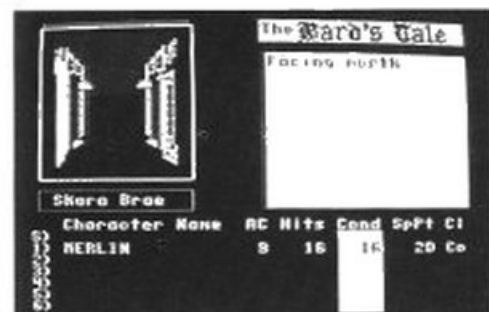 The Bard's Tale
Facing north
Skara Brae
Character Name AC Hits Cond SpPt Cl
MERLIN 9 16 16 20 Co